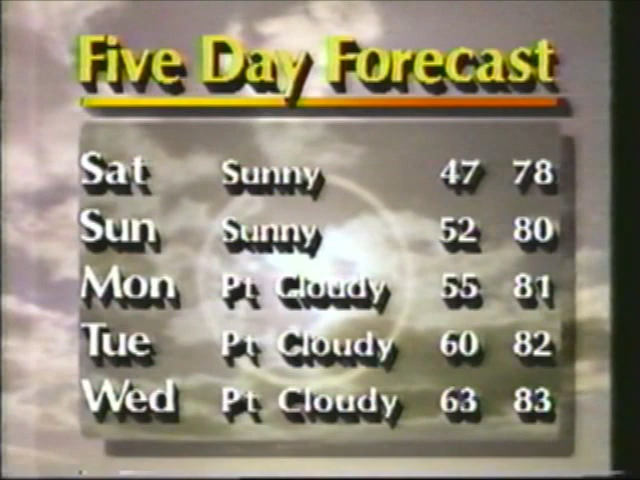 Five Day Forecast
Sat Sunny 47 78
Sun Sunny 52 80
Mon Pt Cloudy 55 81
Tue Pt Cloudy 60 82
Wed Pt Cloudy 63 83